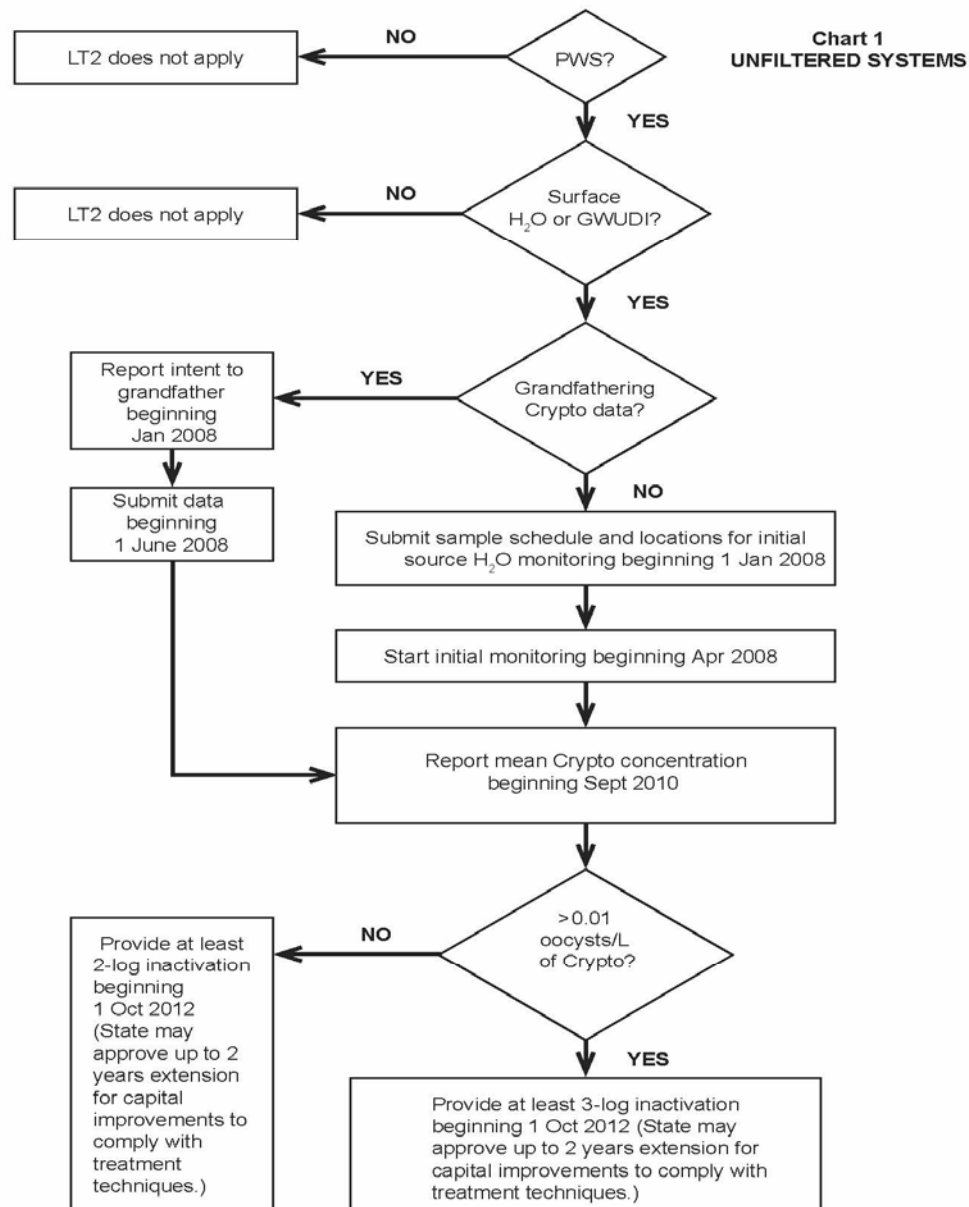 Chart 1
UNFILTERED SYSTEMS
PWS?
NO
LT2 does not apply
YES
Surface
H₂O or GWUDI?
NO
LT2 does not apply
YES
Grandfathering
Crypto data?
YES
Report intent to
grandfather
beginning
Jan 2008
Submit data
beginning
1 June 2008
NO
Submit sample schedule and locations for initial
source H₂O monitoring beginning 1 Jan 2008
Start initial monitoring beginning Apr 2008
Report mean Crypto concentration
beginning Sept 2010
>0.01
oocysts/L
of Crypto?
NO
Provide at least
2-log inactivation
beginning
1 Oct 2012
(State may
approve up to 2
years extension
for capital
improvements to
comply with
treatment
techniques.)
YES
Provide at least 3-log inactivation
beginning 1 Oct 2012 (State may
approve up to 2 years extension for
capital improvements to comply with
treatment techniques.)